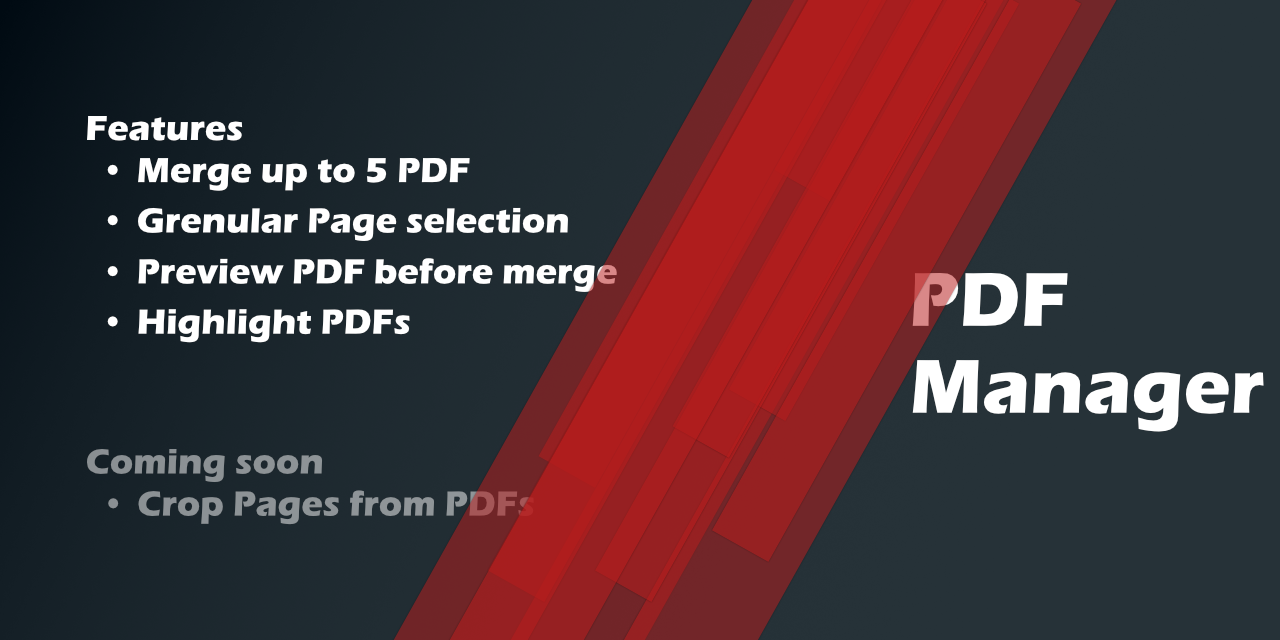 Features
• Merge up to 5 PDF
• Grenular Page selection
• Preview PDF before merge
• Highlight PDFs
Coming soon
• Crop Pages from PDFs
PDF
Manager